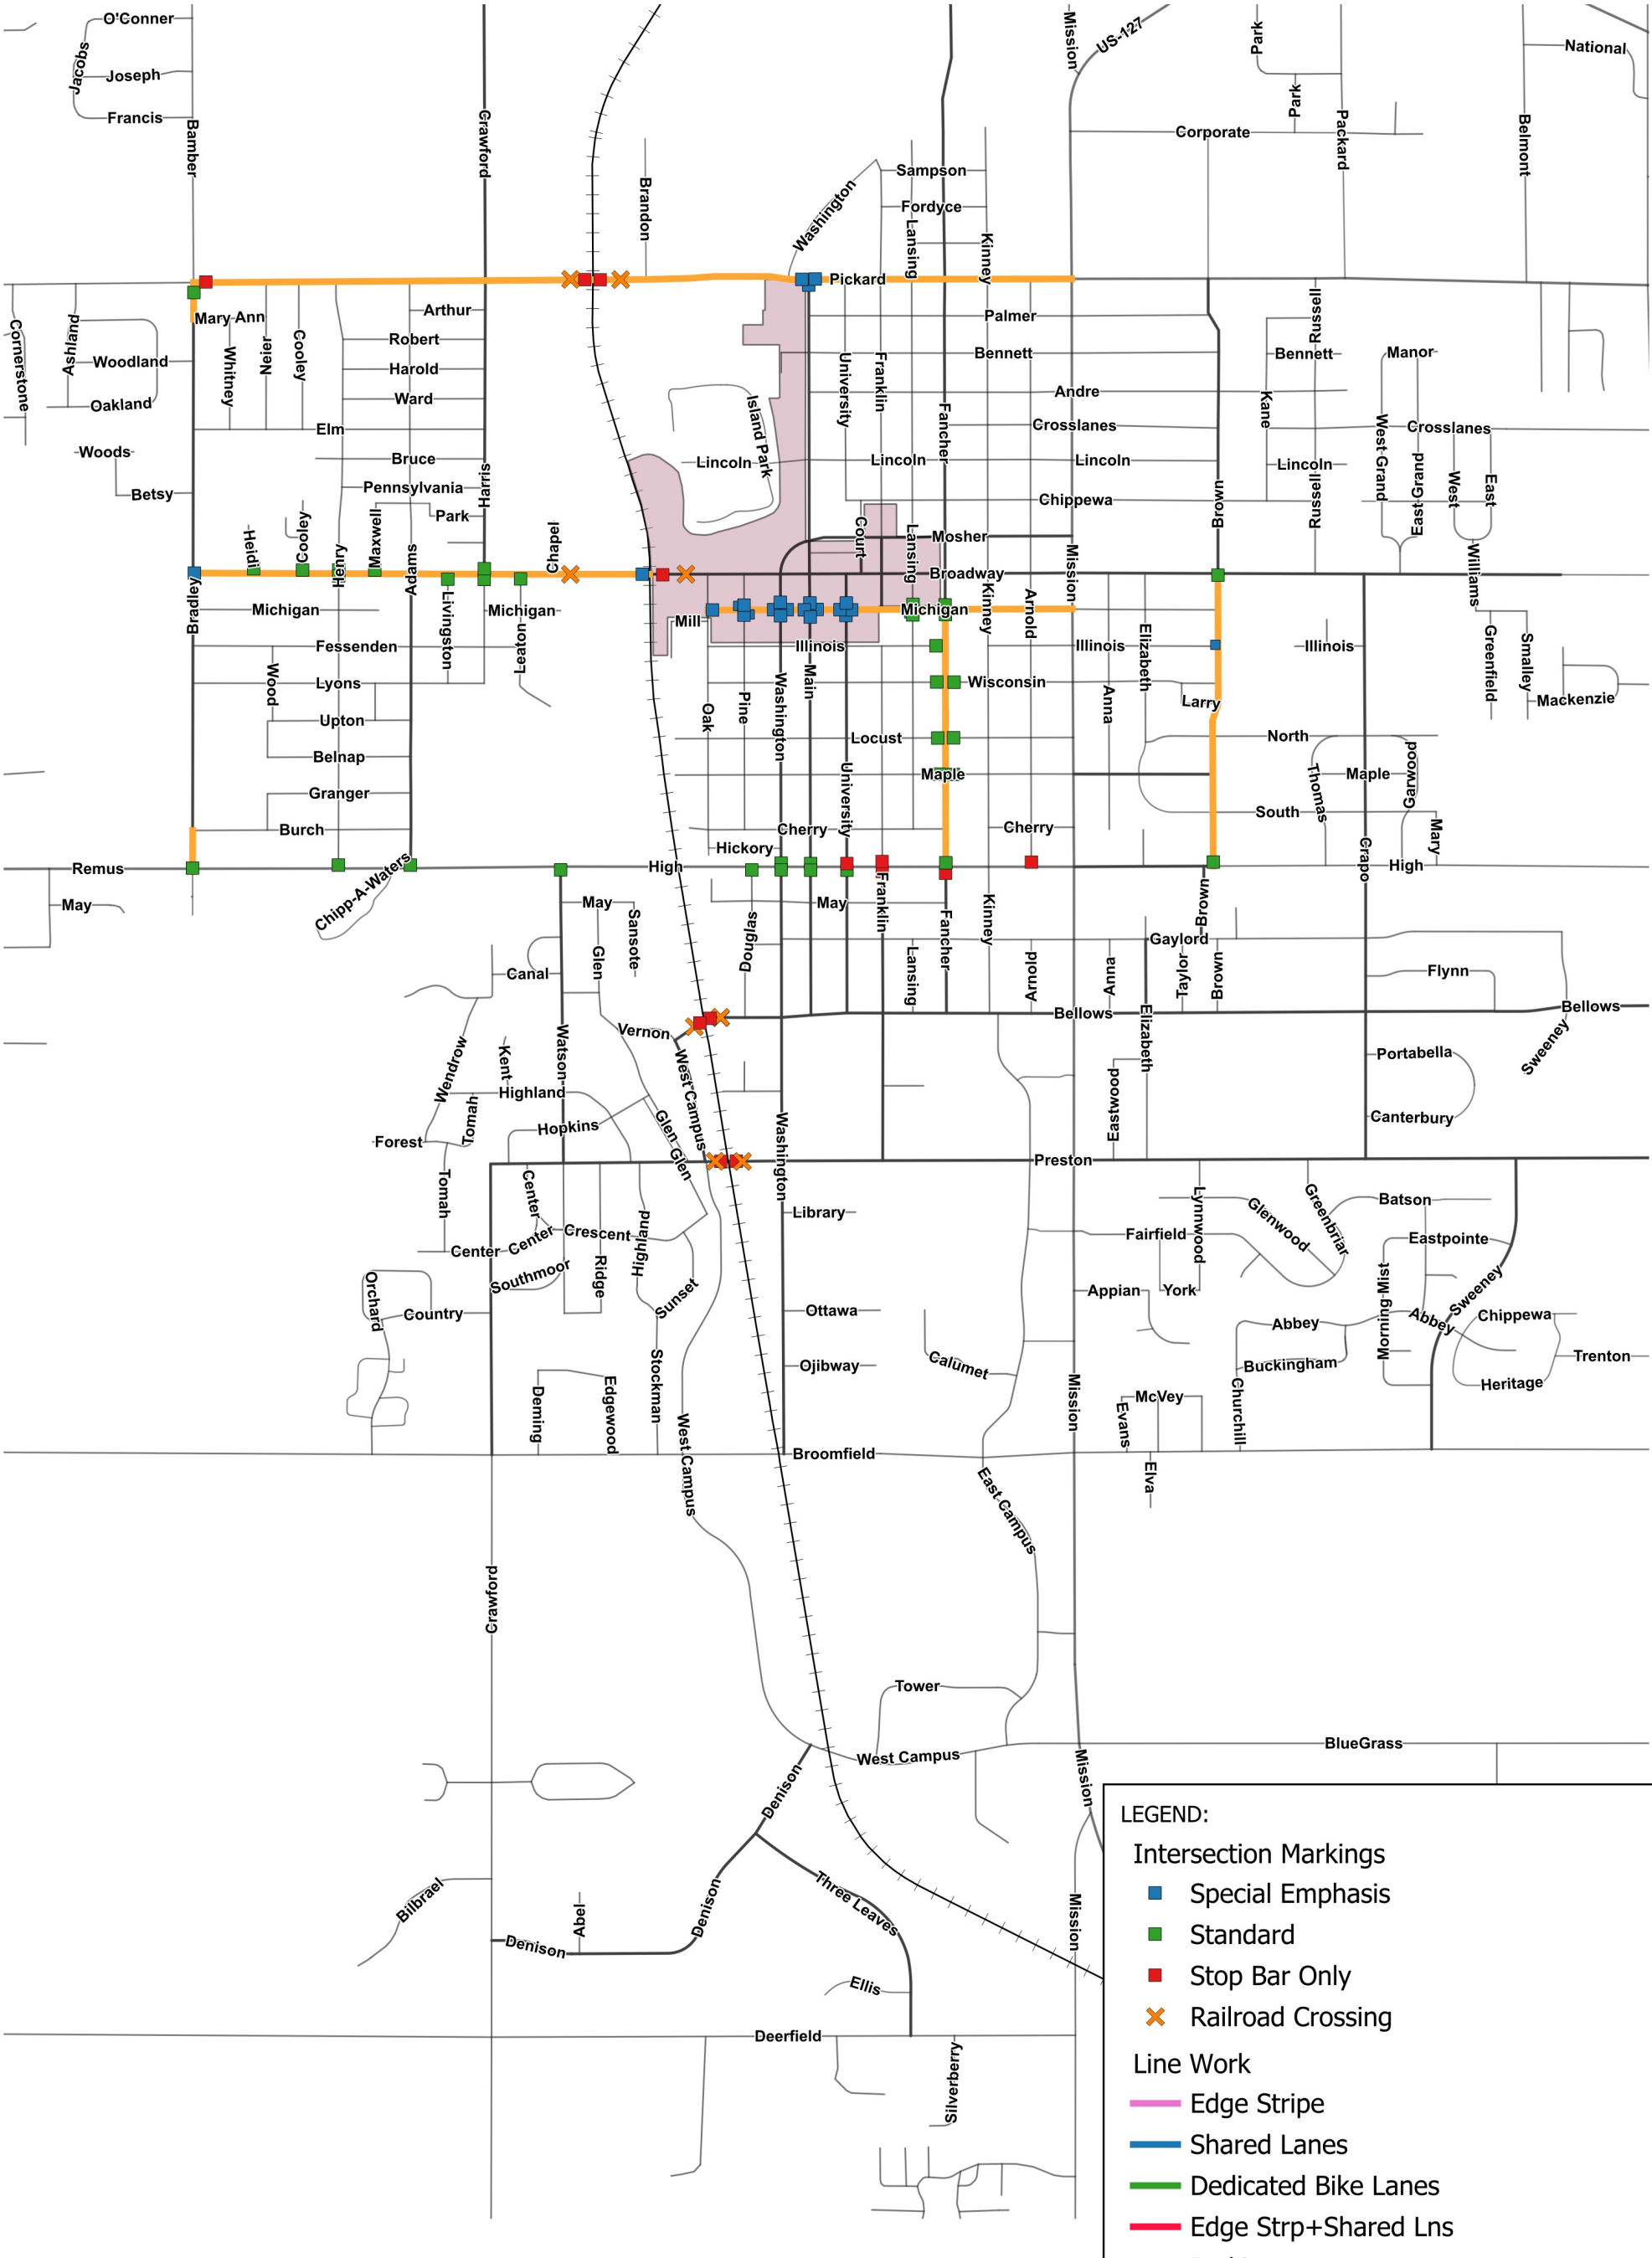 O'Conner
Mission
US-127
Park
National
Jacobs
Joseph
Park
Francis
Bamber
Crawford
Corporate
Packard
Belmont
Sampson
Brandon
Washington
Fordyce
Lansing
Kinney
Pickard
Mary Ann
Arthur
Palmer
Russell
Cornerstone
Ashland
Woodland
Whitney
Neier
Cooley
Robert
Harold
Bennett
Bennett
Manor
Oakland
Ward
University
Franklin
Andre
Kane
Island Park
Elm
Fancher
Crosslanes
West Grand
Crosslanes
Woods
Bruce
Lincoln
Lincoln
Lincoln
Lincoln
East Grand
Betsy
Pennsylvania
Harris
Chippewa
Brown
Russell
West
East
Park
Heidi
Cooley
Henry
Maxwell
Adams
Chapel
Court
Lansing
Mosher
Mission
Williams
Broadway
Bradley
Michigan
Livingston
Michigan
Leaton
Mill
Michigan
Kinney
Arnold
Fessenden
Illinois
Illinois
Elizabeth
Illinois
Greenfield
Smalley
Wood
Lyons
Main
Wisconsin
Mackenzie
Upton
Oak
Pine
Washington
Anna
Larry
Belnap
Locust
North
Granger
University
Maple
Thomas
Maple
Garwood
Burch
Cherry
Cherry
South
Mary
Hickory
Remus
Chipp-A-Waters
High
Crapo
High
May
May
Sansote
May
Franklin
Fancher
Kinney
Brown
Glen
Douglas
Gaylord
Canal
Lansing
Arnold
Anna
Taylor
Brown
Flynn
Bellows
Bellows
Wendrow
Kent
Watson
Vernon
Elizabeth
Sweeney
Portabella
West Campus
Highland
Eastwood
Tomah
Hopkins
Canterbury
Forest
Glen
Glen
Washington
Preston
Tomah
Center
Library
Lynnwood
Glenwood
Greenbriar
Batson
Center
Center
Crescent
Highland
Fairfield
Eastpointe
Southmoor
Ridge
Orchard
Sunset
Appian
York
Morning Mist
Sweeney
Country
Ottawa
Abbey
Abbey
Chippewa
Stockman
Ojibway
Calumet
Buckingham
Trenton
Deming
Edgewood
Mission
Evans
McVey
Churchill
Heritage
West Campus
Broomfield
East Campus
Elva
Crawford
Tower
West Campus
BlueGrass
Mission
Denison
Bilbrael
Abel
Denison
Denison
Three Leaves
Mission
Ellis
Deerfield
Silverberry
LEGEND:
Intersection Markings
Special Emphasis
Standard
Stop Bar Only
Railroad Crossing
Line Work
Edge Stripe
Shared Lanes
Dedicated Bike Lanes
Edge Strp+Shared Lns